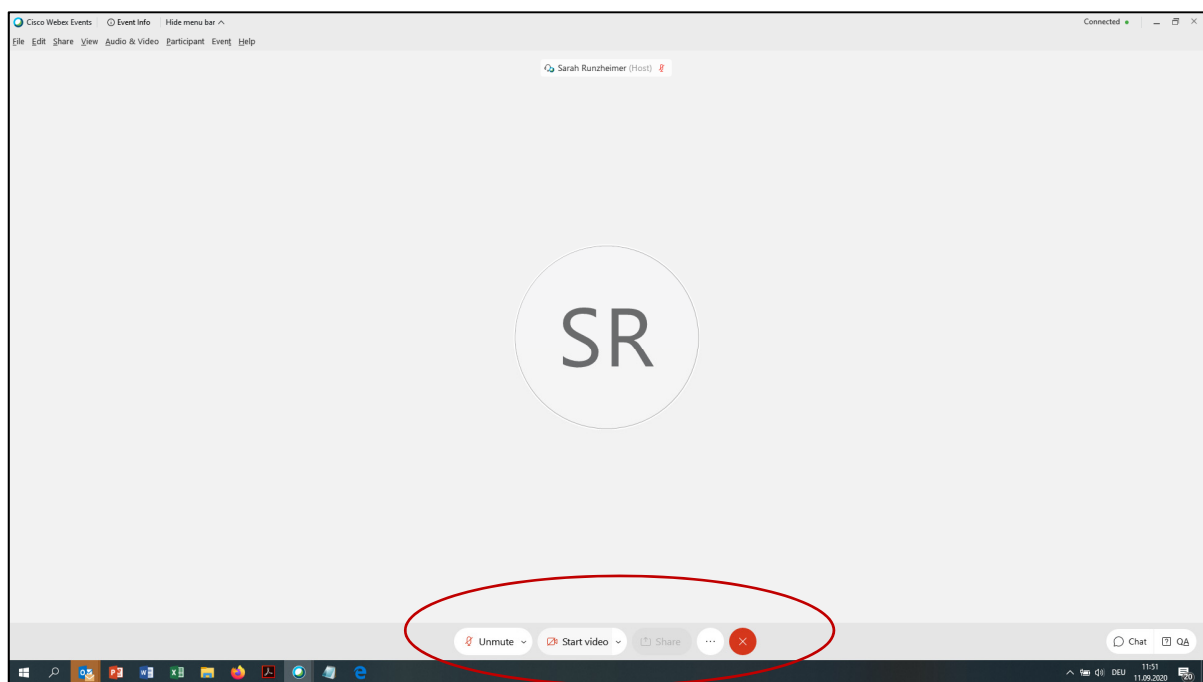 Cisco Webex Events Event Info Hide menu bar Connected
File Edit Share View Audio & Video Participant Event Help
Sarah Runzheimer (Host)
SR
Unmute Start video Share ... Chat QA
DEU 11:51
11.09.2020 20